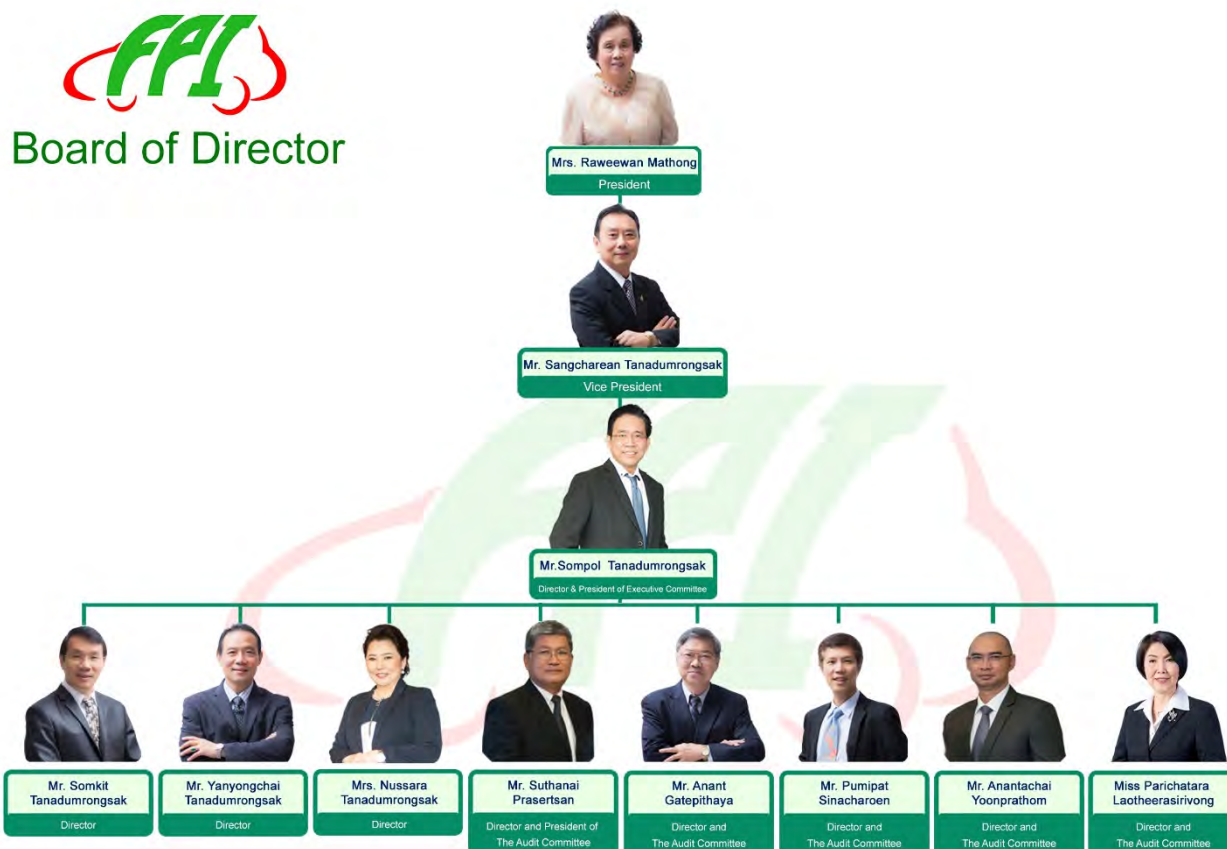 FPI
Board of Director
Mrs. Raweewan Mathong
President
Mr. Sangcharean Tanadumrongsak
Vice President
Mr.Sompol Tanadumrongsak
Director & President of Executive Committee
Mr. Somkit
Tanadumrongsak
Director
Mr. Yanyongchai
Tanadumrongsak
Director
Mrs. Nussara
Tanadumrongsak
Director
Mr. Suthanai
Prasertsan
Director and President of
The Audit Committee
Mr. Anant
Gatepithaya
Director and
The Audit Committee
Mr. Pumipat
Sinacharoen
Director and
The Audit Committee
Mr. Anantachai
Yoonprathom
Director and
The Audit Committee
Miss Parichatara
Laotheerasirivong
Director and
The Audit Committee
FPI